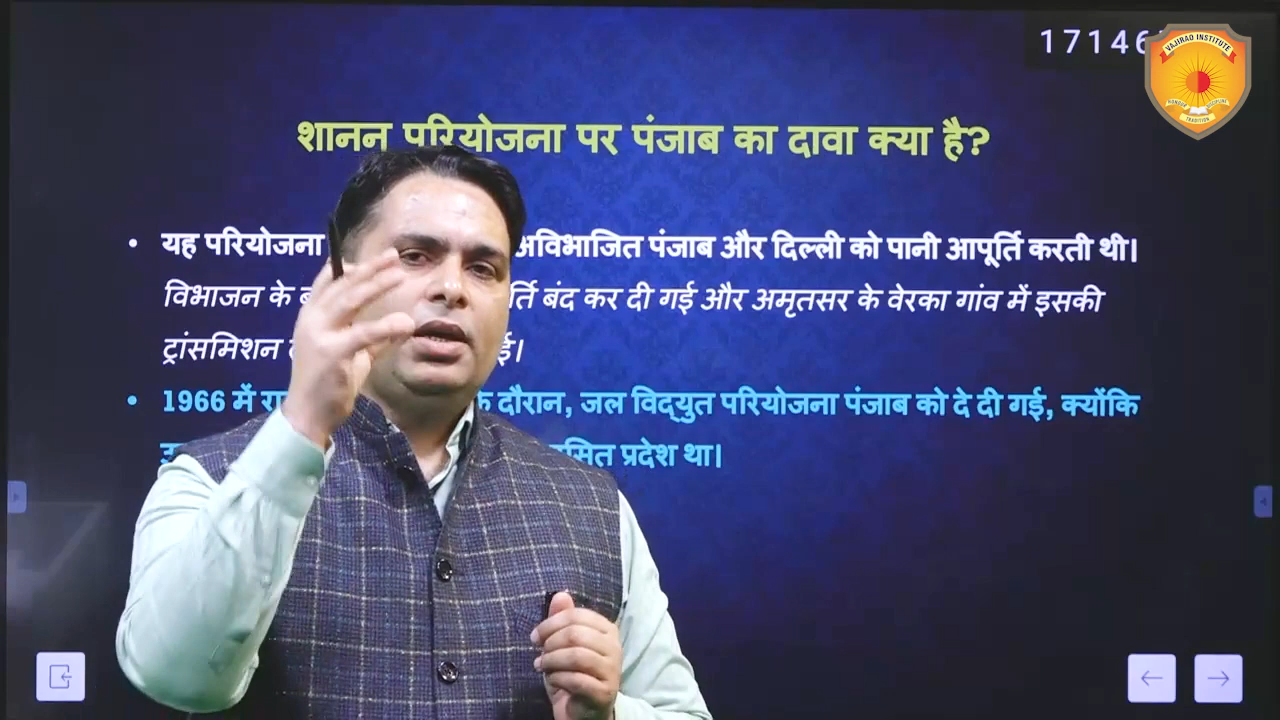 17146
VAJIRAO INSTITUTE
TRADITION
शानन परियोजना पर पंजाब का दावा क्या है?
• यह परियोजना अविभाजित पंजाब और दिल्ली को पानी आपूर्ति करती थी।
विभाजन के बंद कर दी गई और अमृतसर के वेरका गांव में इसकी
ट्रांसमिशन
• 1966 में के दौरान, जल विद्युत परियोजना पंजाब को दे दी गई, क्योंकि
प्रदेश था।